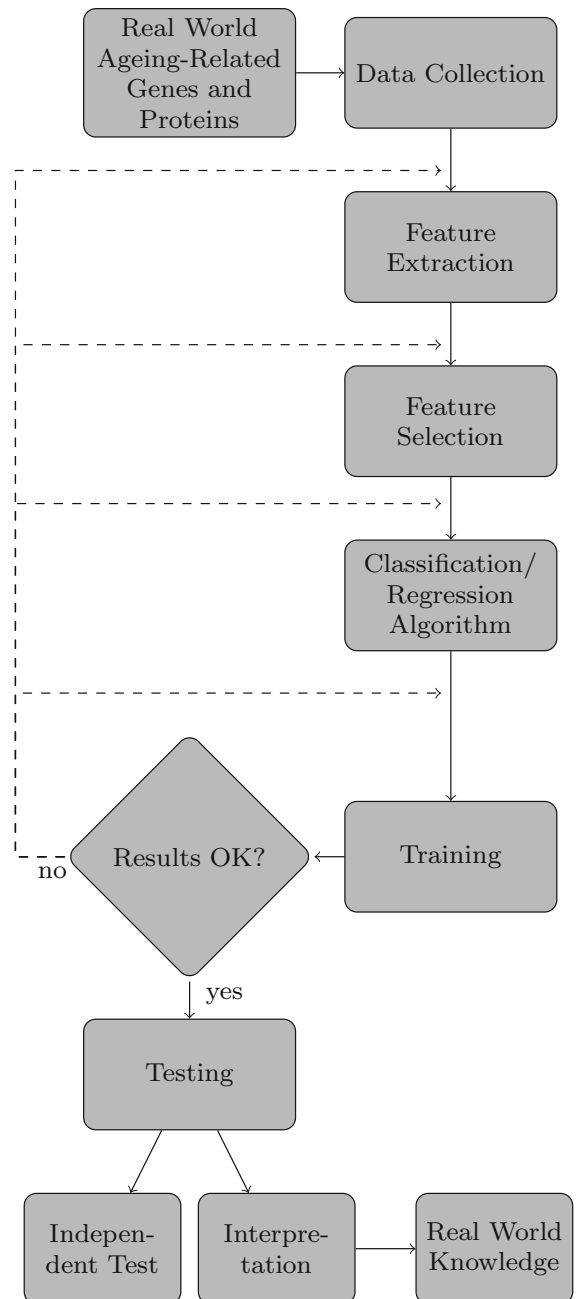 Real World
Ageing-Related
Genes and
Proteins
Data Collection
Feature
Extraction
Feature
Selection
Classification/
Regression
Algorithm
Results OK?
Training
no
yes
Testing
Indepen-
dent Test
Interpre-
tation
Real World
Knowledge